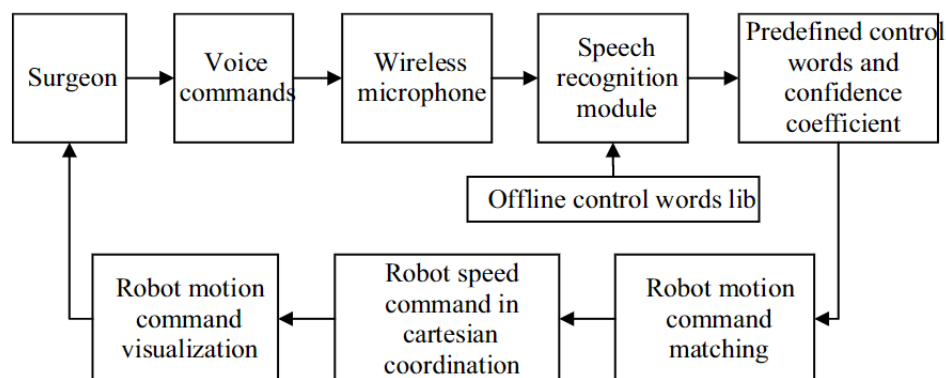 Surgeon
Voice
commands
Wireless
microphone
Speech
recognition
module
Predefined control
words and
confidence
coefficient
Offline control words lib
Robot motion
command
visualization
Robot speed
command in
cartesian
coordination
Robot motion
command
matching